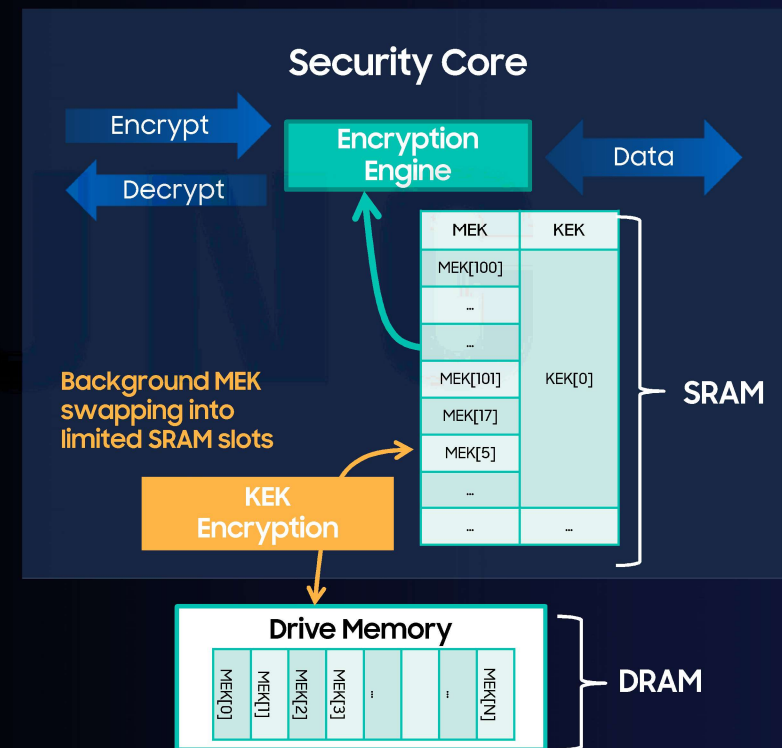 Security Core
Encrypt
Decrypt
Encryption
Engine
Data
MEK KEK
MEK[100]
...
...
MEK[101] KEK[0]
MEK[17]
MEK[5]
...
... ...
SRAM
Background MEK
swapping into
limited SRAM slots
KEK
Encryption
Drive Memory
MEK[0] MEK[1] MEK[2] MEK[3] ... ... MEK[N]
DRAM